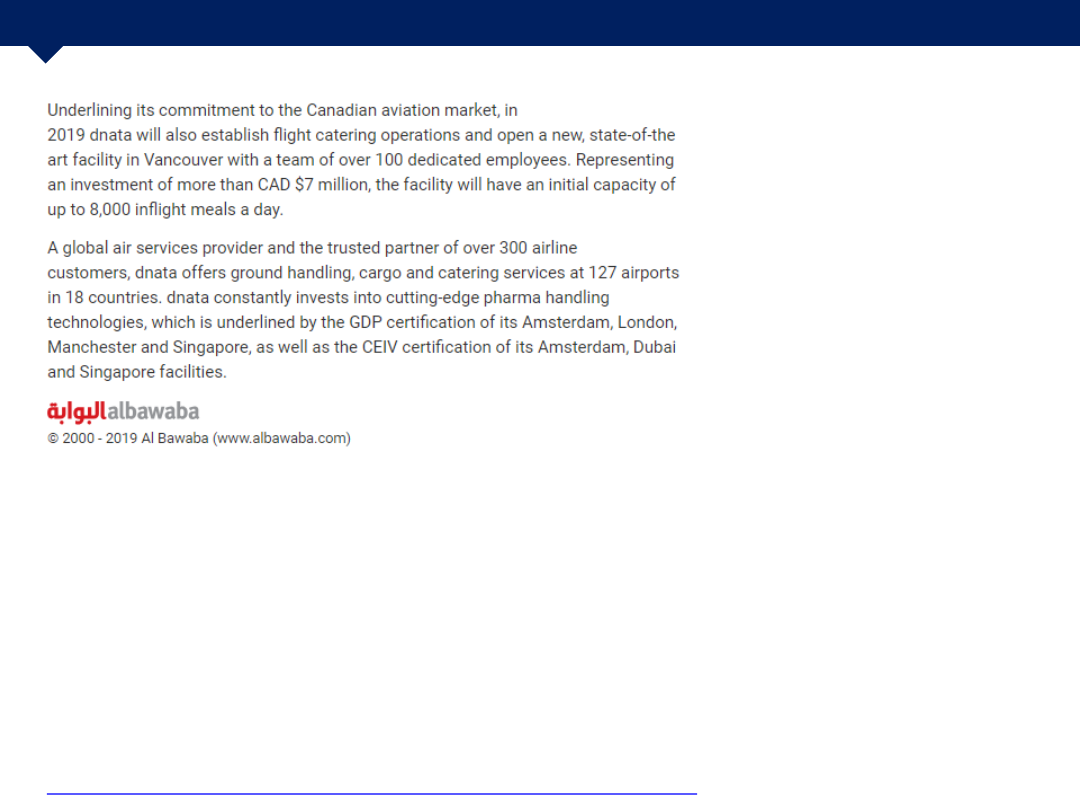 Underlining its commitment to the Canadian aviation market, in
2019 dnata will also establish flight catering operations and open a new, state-of-the
art facility in Vancouver with a team of over 100 dedicated employees. Representing
an investment of more than CAD $7 million, the facility will have an initial capacity of
up to 8,000 inflight meals a day.
A global air services provider and the trusted partner of over 300 airline
customers, dnata offers ground handling, cargo and catering services at 127 airports
in 18 countries. dnata constantly invests into cutting-edge pharma handling
technologies, which is underlined by the GDP certification of its Amsterdam, London,
Manchester and Singapore, as well as the CEIV certification of its Amsterdam, Dubai
and Singapore facilities.
البوابة albawaba
© 2000 - 2019 Al Bawaba (www.albawaba.com)